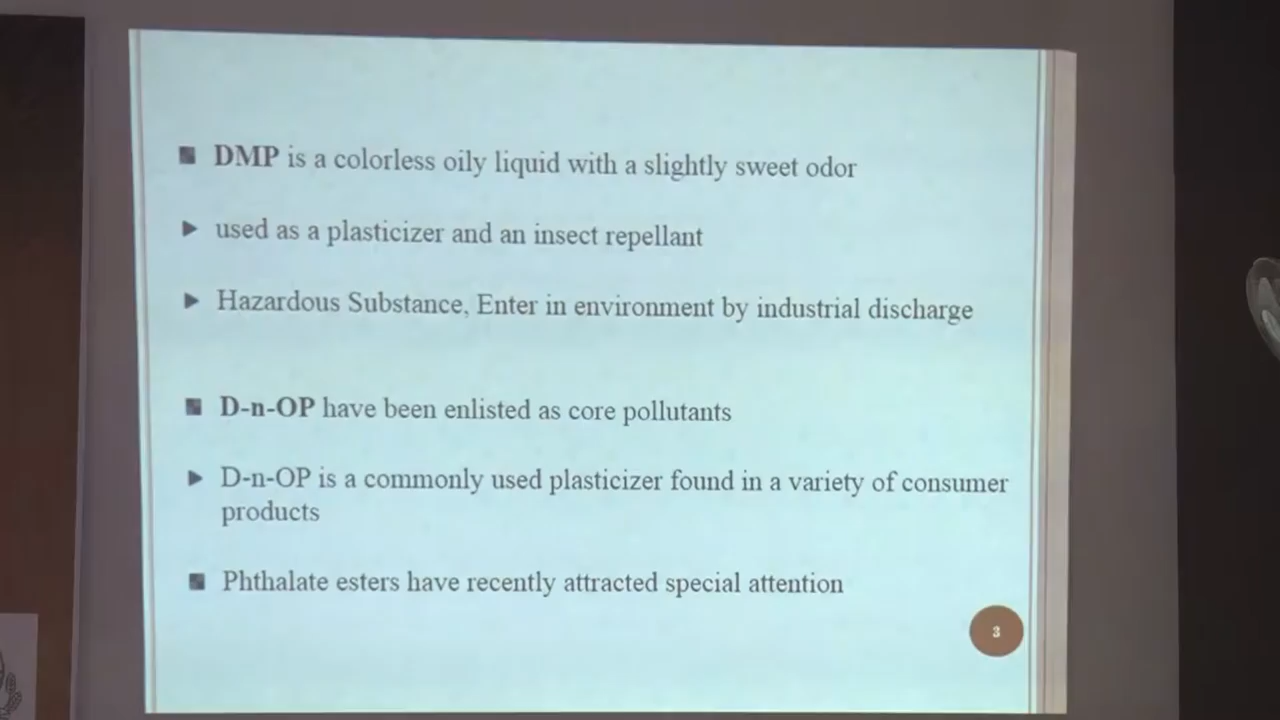 DMP is a colorless oily liquid with a slightly sweet odor
used as a plasticizer and an insect repellant
Hazardous Substance, Enter in environment by industrial discharge
D-n-OP have been enlisted as core pollutants
D-n-OP is a commonly used plasticizer found in a variety of consumer
products
Phthalate esters have recently attracted special attention
3